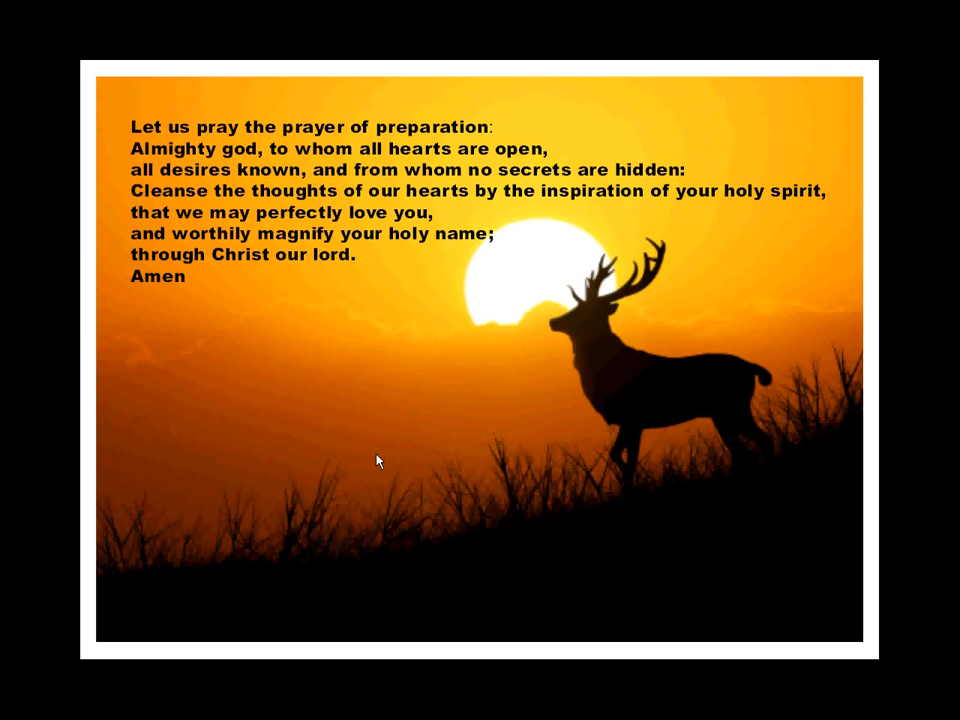 Let us pray the prayer of preparation:
Almighty god, to whom all hearts are open,
all desires known, and from whom no secrets are hidden:
Cleanse the thoughts of our hearts by the inspiration of your holy spirit,
that we may perfectly love you,
and worthily magnify your holy name;
through Christ our lord.
Amen